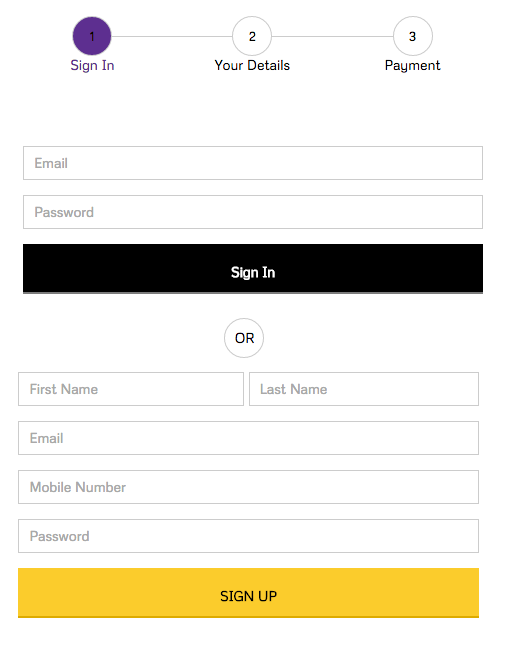 1 2 3
Sign In Your Details Payment
Email
Password
Sign In
OR
First Name Last Name
Email
Mobile Number
Password
SIGN UP